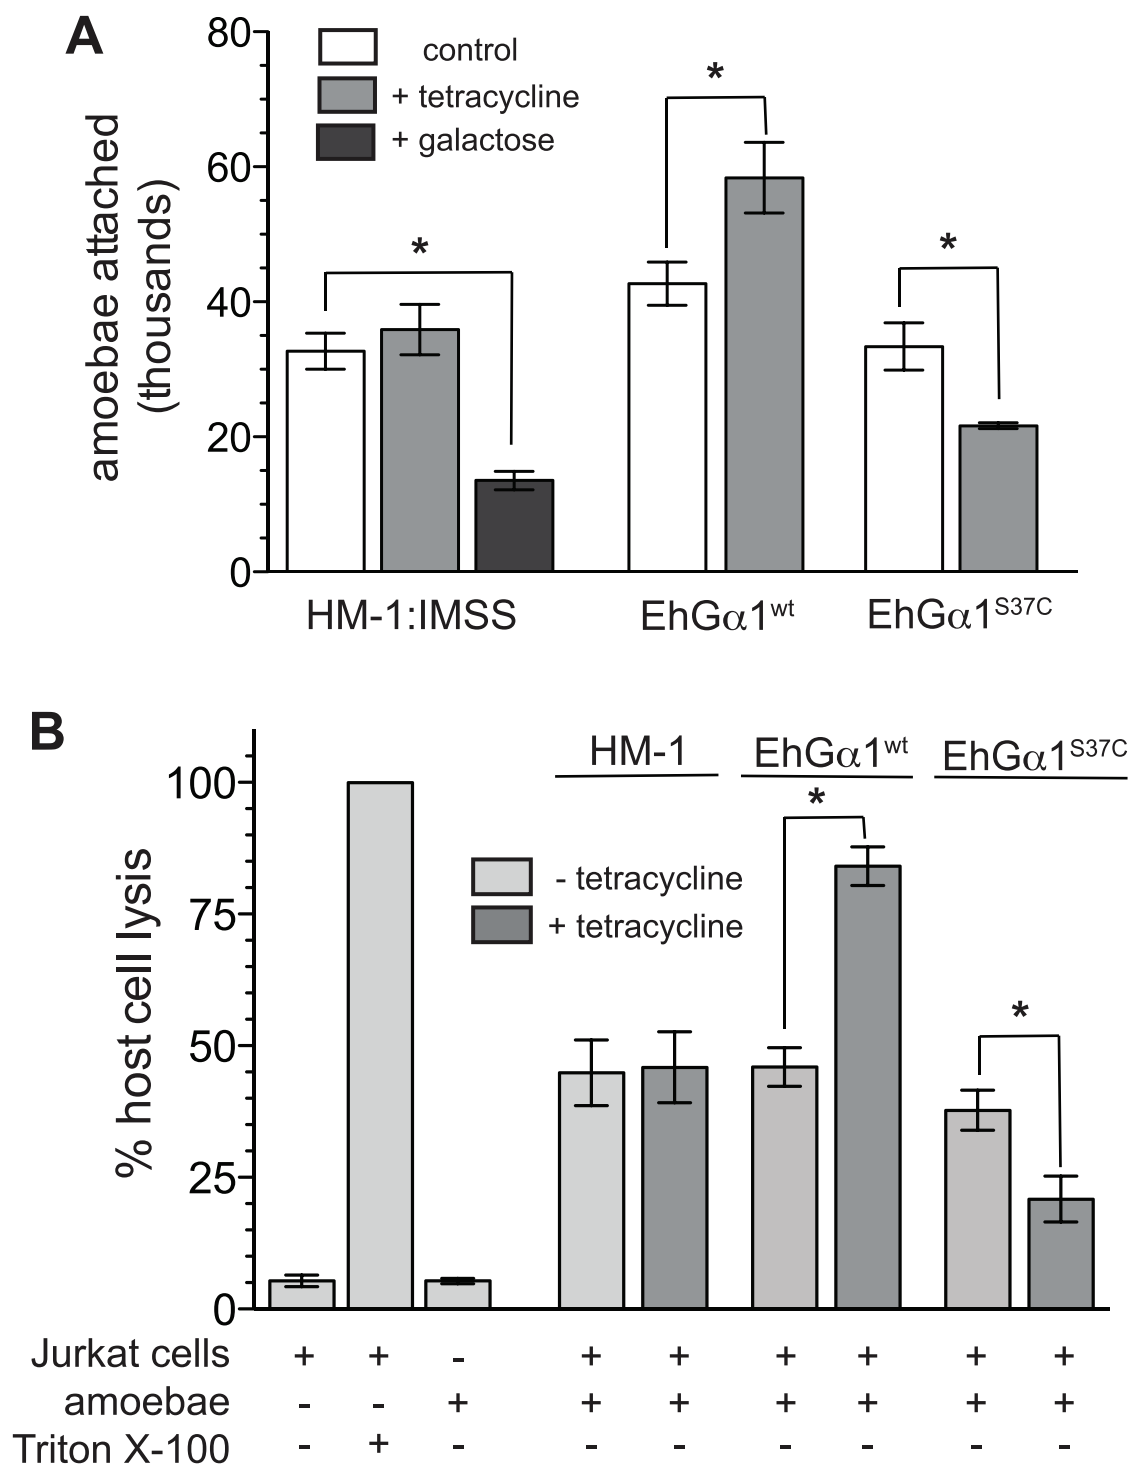 A
amoebae attached
(thousands)
80
60
40
20
0
control
+ tetracycline
+ galactose
*
*
*
HM-1:IMSS
EhGα1wt
EhGα1S37C
B
% host cell lysis
100
75
50
25
0
HM-1
EhGα1wt
EhGα1S37C
- tetracycline
+ tetracycline
*
*
Jurkat cells + + - + + + + + +
amoebae - - + + + + + + +
Triton X-100 - + - - - - - - -